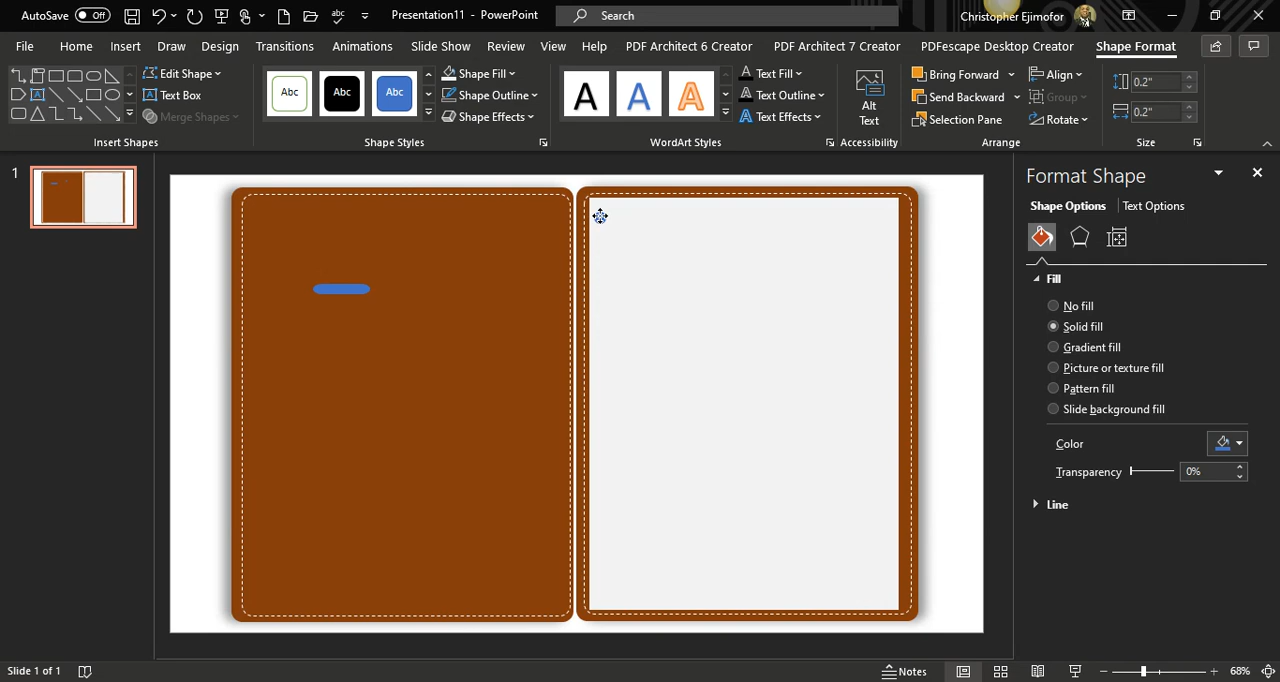 AutoSave Off Presentation11 - PowerPoint Search Christopher Ejimofor
File Home Insert Draw Design Transitions Animations Slide Show Review View Help PDF Architect 6 Creator PDF Architect 7 Creator PDFescape Desktop Creator Shape Format
Edit Shape Abc Abc Abc Shape Fill A A A Text Fill Alt Text Bring Forward Align 0.2"
Text Box Shape Outline Text Outline Send Backward Group 0.2"
Merge Shapes Shape Effects Text Effects Selection Pane Rotate
Insert Shapes Shape Styles WordArt Styles Accessibility Arrange Size
1
Format Shape
Shape Options Text Options
Fill
No fill
Solid fill
Gradient fill
Picture or texture fill
Pattern fill
Slide background fill
Color
Transparency 0%
Line
Slide 1 of 1 Notes 68%